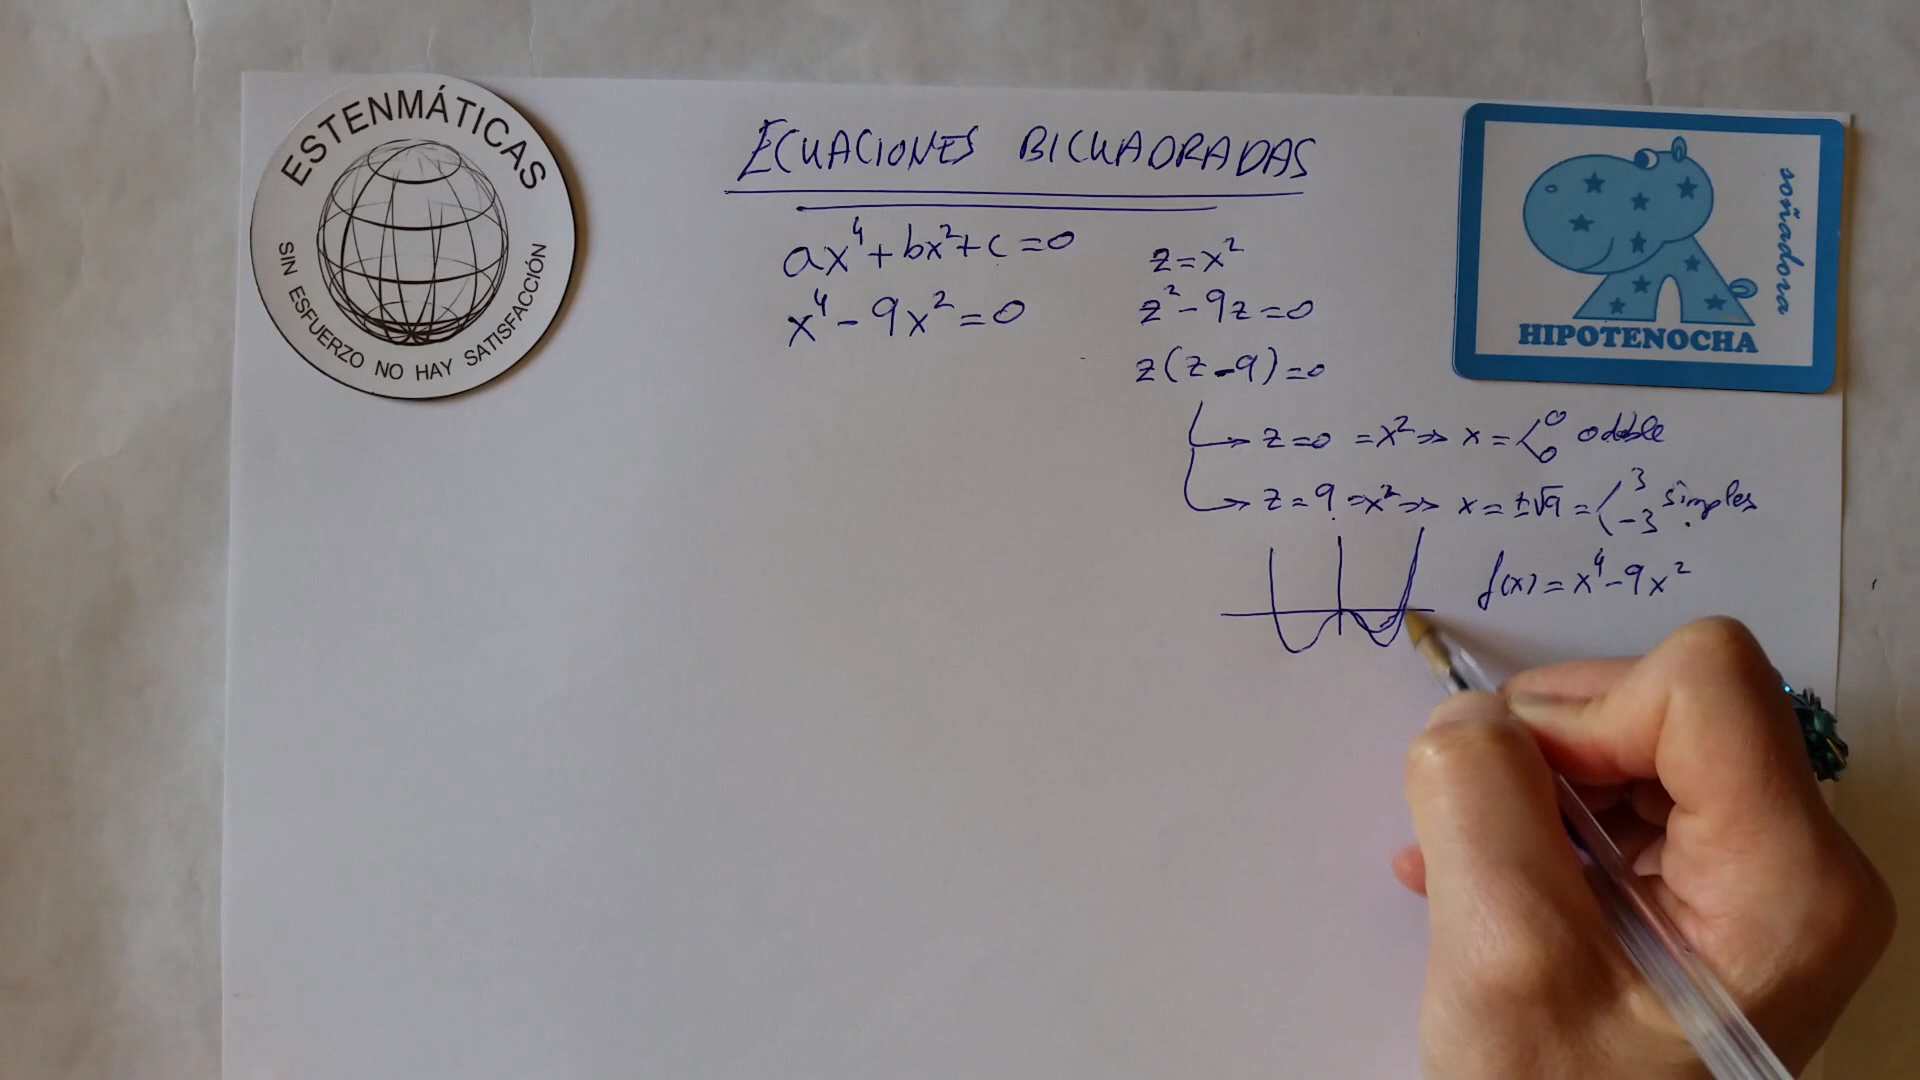 ESTENMÁTICAS
SIN ESFUERZO NO HAY SATISFACCIÓN
ECUACIONES BICUADRADAS
ax⁴+bx²+c=0
x⁴-9x²=0
z=x²
z²-9z=0
z(z-9)=0
z=0 =x² ⇒ x = < 0 0 doble
0
z=9 =x² ⇒ x=±√9 = < 3 simples
-3
f(x)=x⁴-9x²
soñadora
HIPOTENOCHA